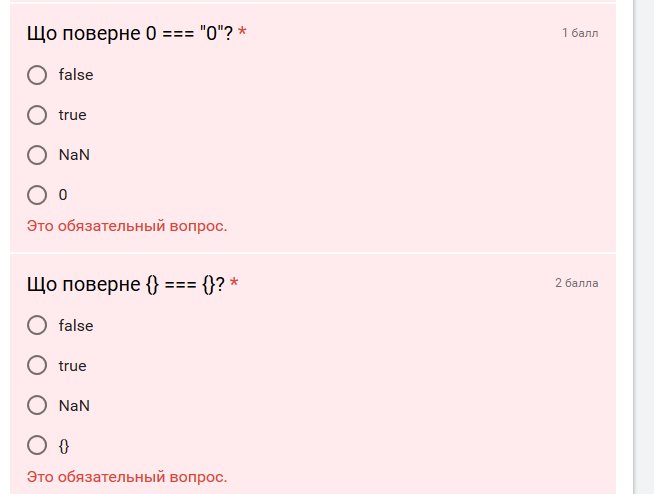 Що поверне 0 === "0"? *
1 балл
false
true
NaN
0
Это обязательный вопрос.
Що поверне {} === {}? *
2 балла
false
true
NaN
{}
Это обязательный вопрос.